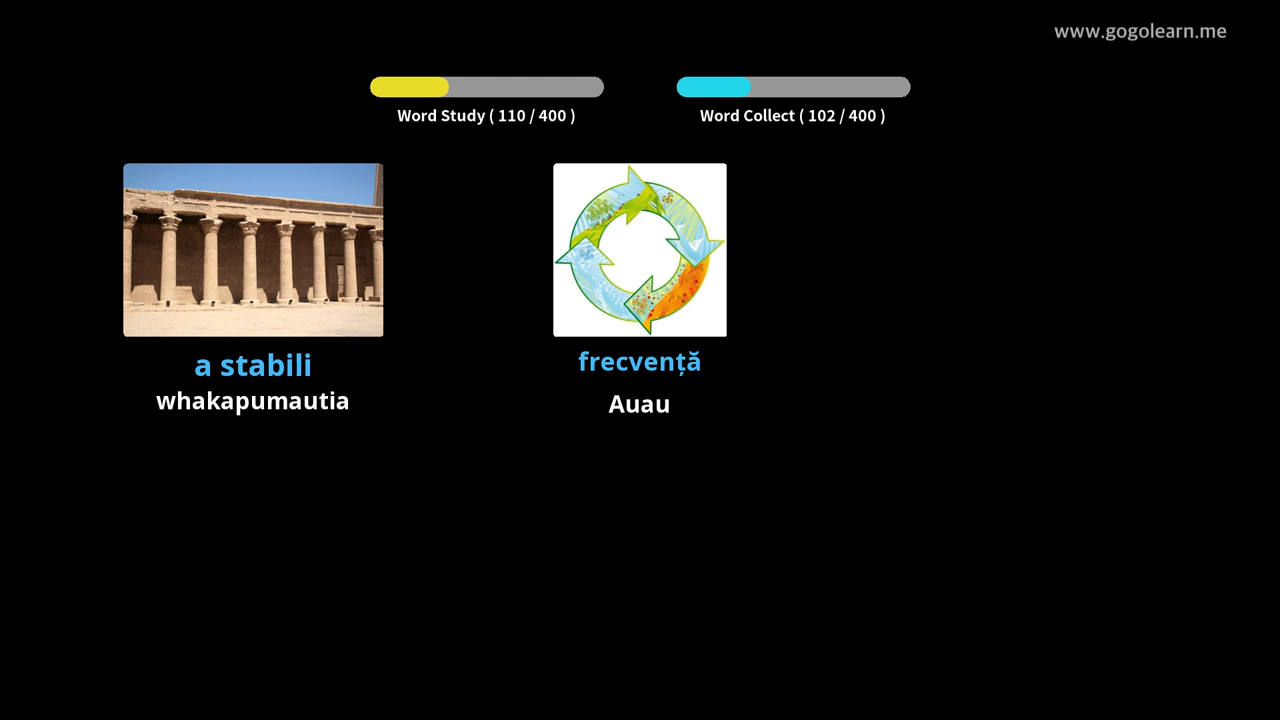 www.gogolearn.me
Word Study ( 110 / 400 )
Word Collect ( 102 / 400 )
a stabili
whakapumautia
frecvență
Auau